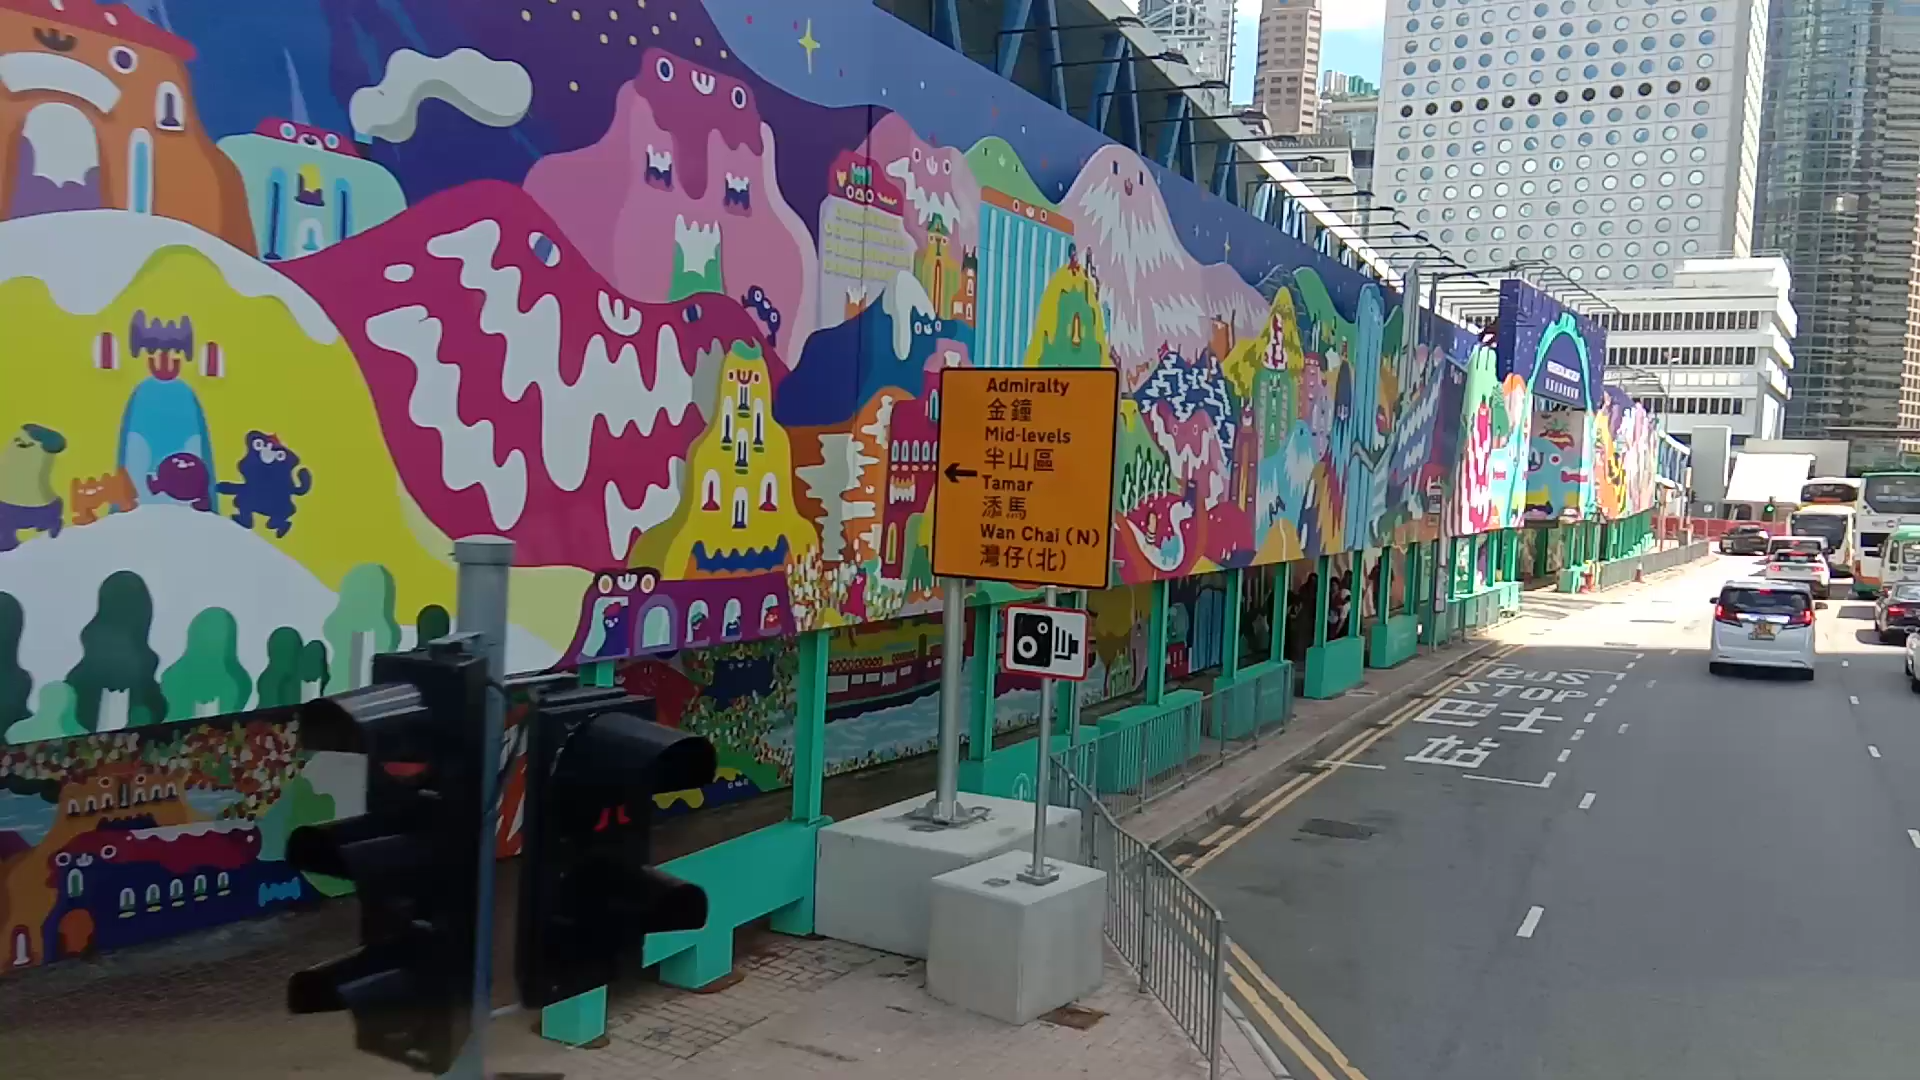 Admiralty
金鐘
Mid-levels
半山區
Tamar
添馬
Wan Chai (N)
灣仔(北)
BUS
STOP
巴士
站